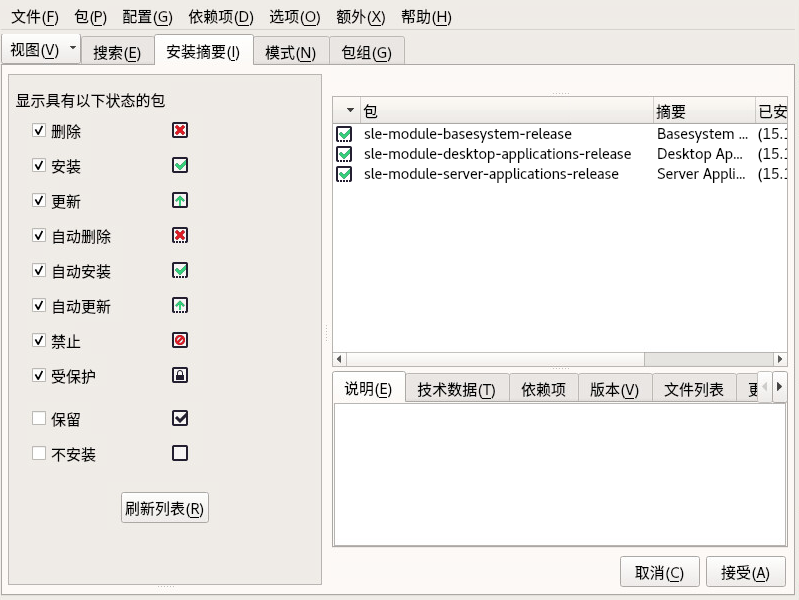 文件(F) 包(P) 配置(G) 依赖项(D) 选项(O) 额外(X) 帮助(H)
视图(V) 搜索(E) 安装摘要(I) 模式(N) 包组(G)
显示具有以下状态的包
删除
安装
更新
自动删除
自动安装
自动更新
禁止
受保护
保留
不安装
刷新列表(R)
包 摘要 已安
sle-module-basesystem-release Basesystem ... (15.1
sle-module-desktop-applications-release Desktop Ap... (15.1
sle-module-server-applications-release Server Appli... (15.1
说明(E) 技术数据(T) 依赖项 版本(V) 文件列表
取消(C) 接受(A)